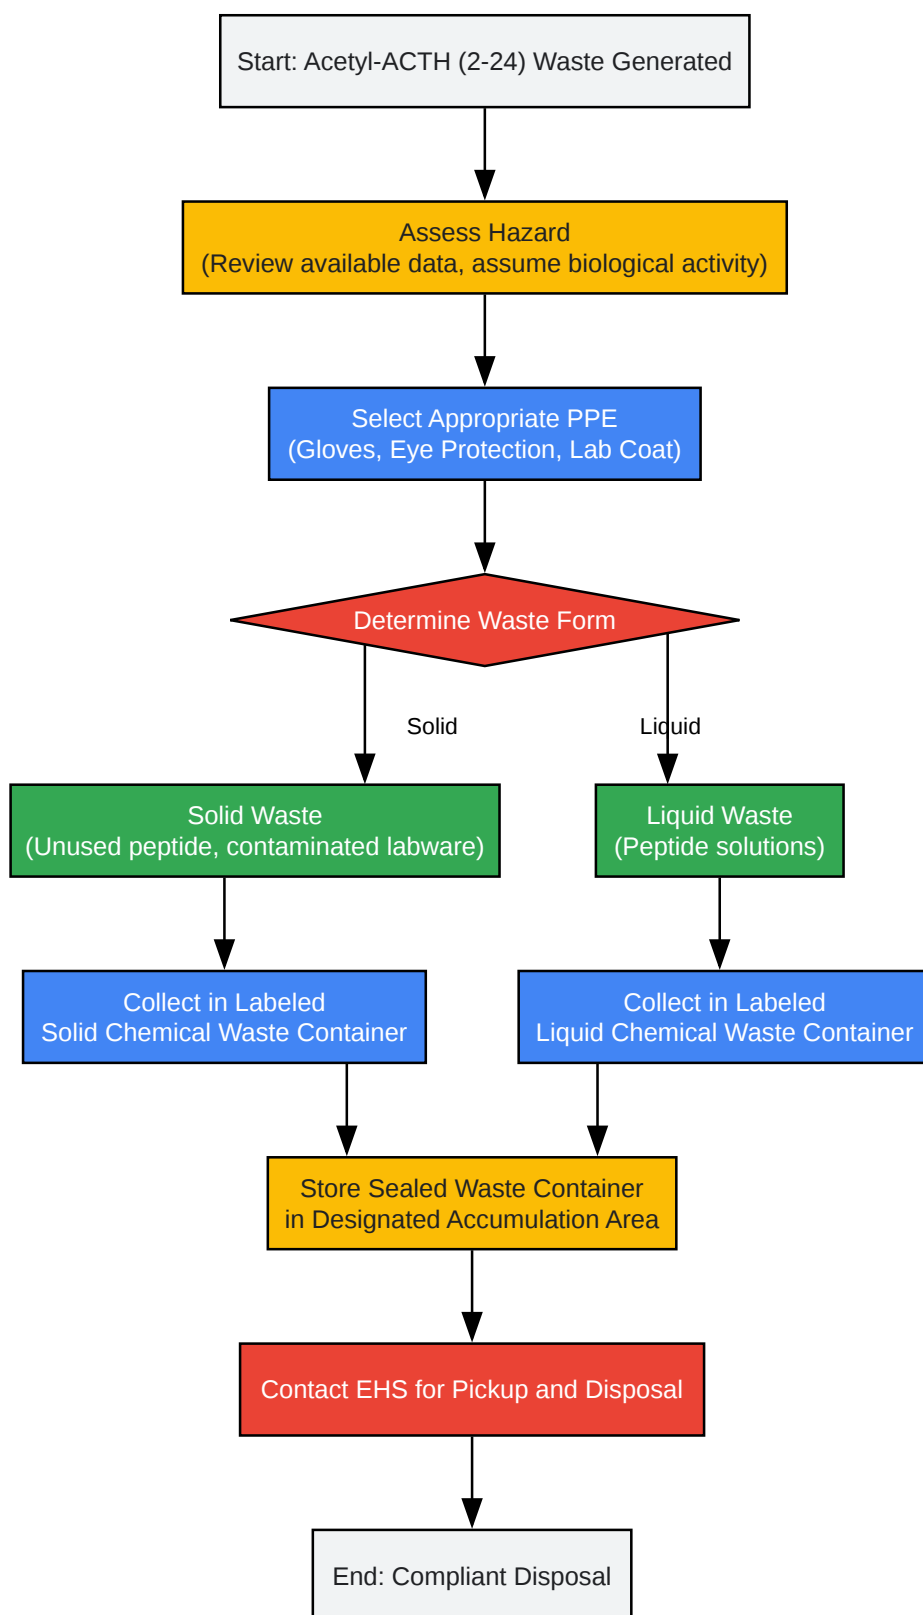 Start: Acetyl-ACTH (2-24) Waste Generated
Assess Hazard
(Review available data, assume biological activity)
Select Appropriate PPE
(Gloves, Eye Protection, Lab Coat)
Determine Waste Form
Solid
Liquid
Solid Waste
(Unused peptide, contaminated labware)
Liquid Waste
(Peptide solutions)
Collect in Labeled
Solid Chemical Waste Container
Collect in Labeled
Liquid Chemical Waste Container
Store Sealed Waste Container
in Designated Accumulation Area
Contact EHS for Pickup and Disposal
End: Compliant Disposal